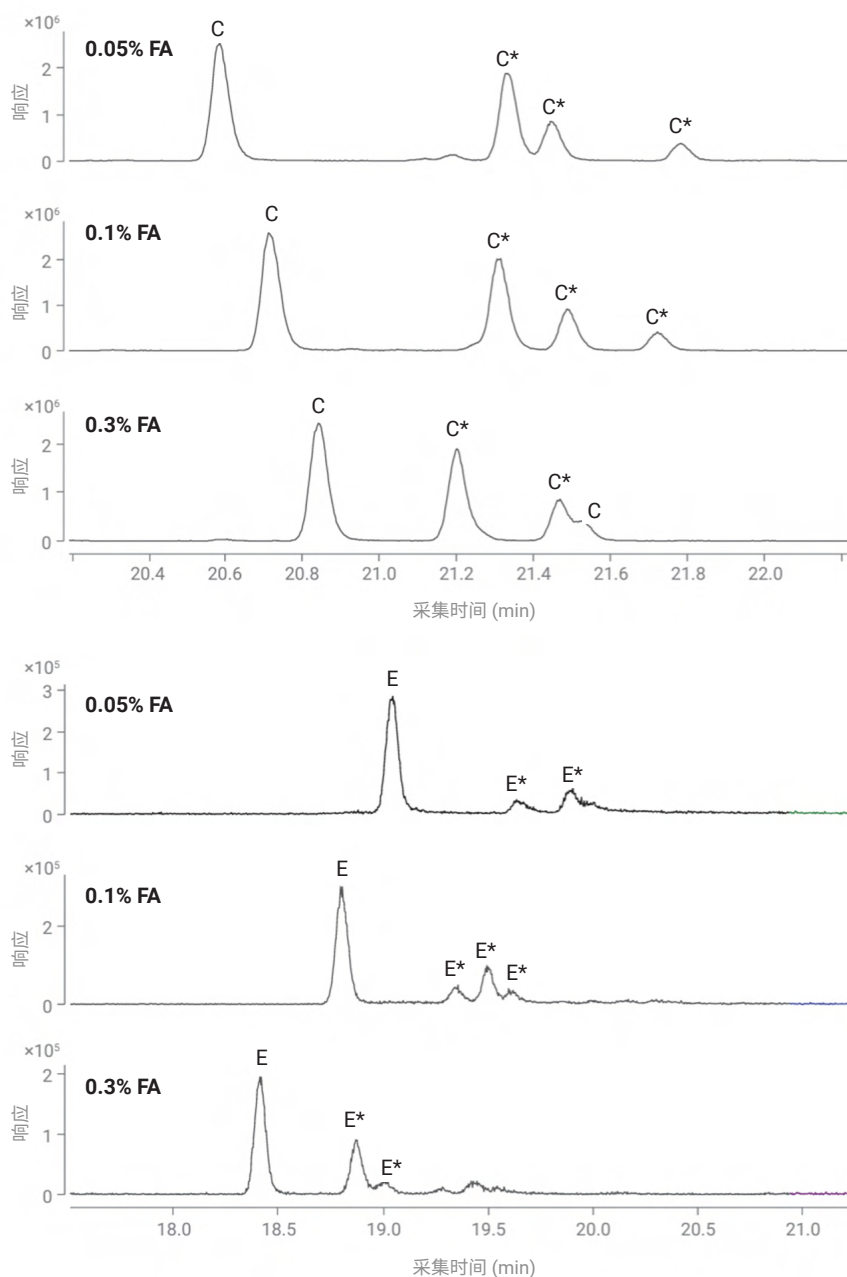 ×10⁶
0.05% FA
C
C*
C*
C*
2
1
0
响应
×10⁶
0.1% FA
C
C*
C*
C*
2
1
0
响应
×10⁶
0.3% FA
C
C*
C*
C
2
1
0
响应
20.4 20.6 20.8 21.0 21.2 21.4 21.6 21.8 22.0
采集时间 (min)
×10⁵
0.05% FA
E
E*
E*
3
2
1
0
响应
×10⁵
0.1% FA
E
E*
E*
E*
2
0
响应
×10⁵
0.3% FA
E
E*
E*
2
1
0
响应
18.0 18.5 19.0 19.5 20.0 20.5 21.0
采集时间 (min)